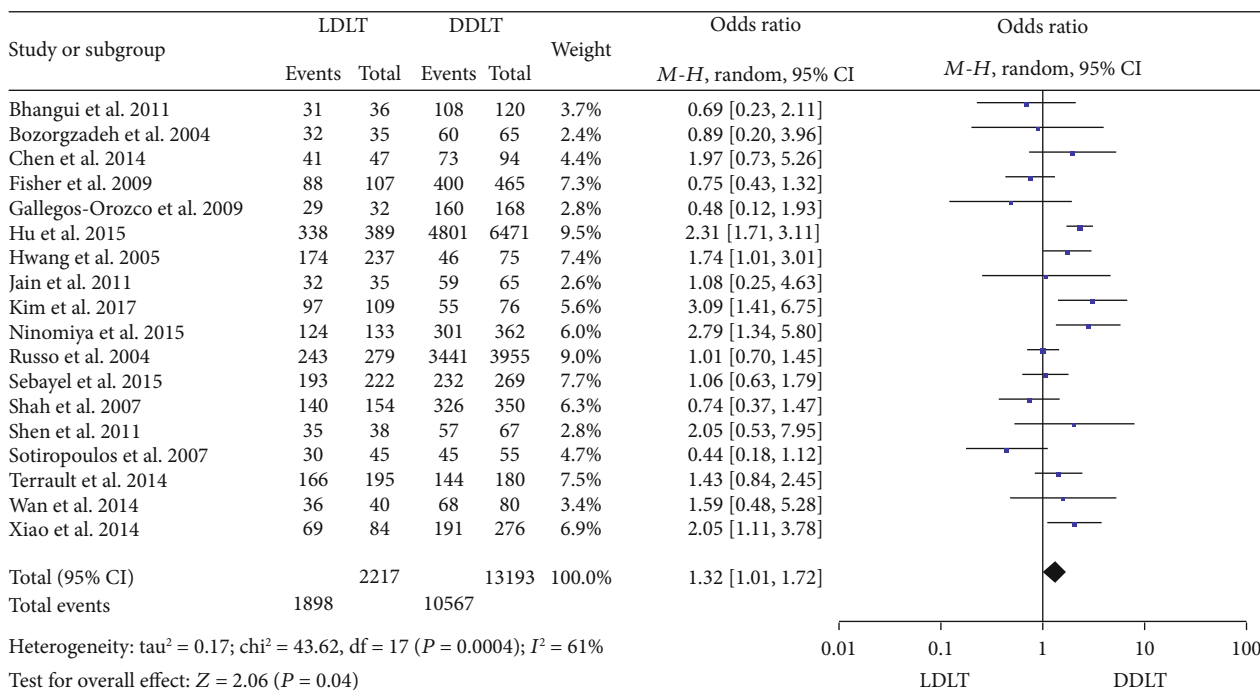 LDLT DDLT Odds ratio Odds ratio
Study or subgroup Weight
Events Total Events Total M-H, random, 95% CI M-H, random, 95% CI
Bhangui et al. 2011 31 36 108 120 3.7% 0.69 [0.23, 2.11]
Bozorgzadeh et al. 2004 32 35 60 65 2.4% 0.89 [0.20, 3.96]
Chen et al. 2014 41 47 73 94 4.4% 1.97 [0.73, 5.26]
Fisher et al. 2009 88 107 400 465 7.3% 0.75 [0.43, 1.32]
Gallegos-Orozco et al. 2009 29 32 160 168 2.8% 0.48 [0.12, 1.93]
Hu et al. 2015 338 389 4801 6471 9.5% 2.31 [1.71, 3.11]
Hwang et al. 2005 174 237 46 75 7.4% 1.74 [1.01, 3.01]
Jain et al. 2011 32 35 59 65 2.6% 1.08 [0.25, 4.63]
Kim et al. 2017 97 109 55 76 5.6% 3.09 [1.41, 6.75]
Ninomiya et al. 2015 124 133 301 362 6.0% 2.79 [1.34, 5.80]
Russo et al. 2004 243 279 3441 3955 9.0% 1.01 [0.70, 1.45]
Sebayel et al. 2015 193 222 232 269 7.7% 1.06 [0.63, 1.79]
Shah et al. 2007 140 154 326 350 6.3% 0.74 [0.37, 1.47]
Shen et al. 2011 35 38 57 67 2.8% 2.05 [0.53, 7.95]
Sotiropoulos et al. 2007 30 45 45 55 4.7% 0.44 [0.18, 1.12]
Terrault et al. 2014 166 195 144 180 7.5% 1.43 [0.84, 2.45]
Wan et al. 2014 36 40 68 80 3.4% 1.59 [0.48, 5.28]
Xiao et al. 2014 69 84 191 276 6.9% 2.05 [1.11, 3.78]
Total (95% CI) 2217 13193 100.0% 1.32 [1.01, 1.72]
Total events 1898 10567
Heterogeneity: tau² = 0.17; chi² = 43.62, df = 17 (P = 0.0004); I² = 61%
0.01 0.1 1 10 100
Test for overall effect: Z = 2.06 (P = 0.04)
LDLT DDLT